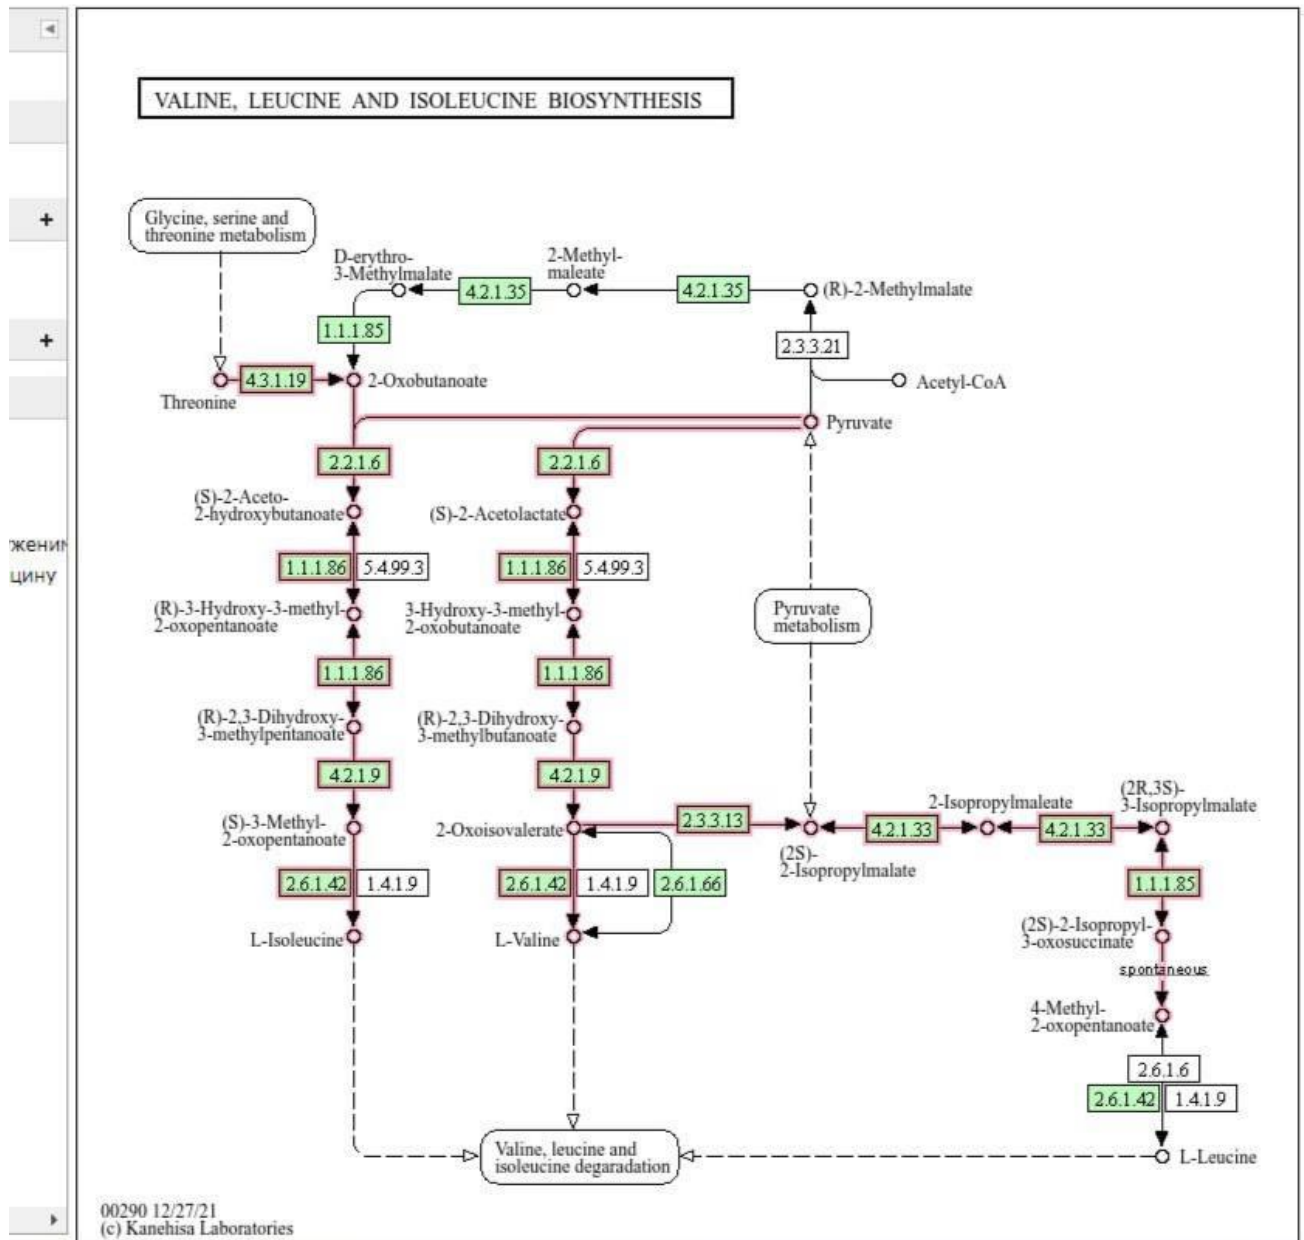 VALINE, LEUCINE AND ISOLEUCINE BIOSYNTHESIS
+
+
жени
цину
Glycine, serine and
threonine metabolism
D-erythro-
3-Methylmalate
4.2.1.35
2-Methyl-
maleate
4.2.1.35
(R)-2-Methylmalate
1.1.1.85
2.3.3.21
Threonine
4.3.1.19
2-Oxobutanoate
Acetyl-CoA
Pyruvate
2.2.1.6
2.2.1.6
(S)-2-Aceto-
2-hydroxybutanoate
(S)-2-Acetolactate
1.1.1.86
5.4.99.3
1.1.1.86
5.4.99.3
(R)-3-Hydroxy-3-methyl-
2-oxopentanoate
3-Hydroxy-3-methyl-
2-oxobutanoate
Pyruvate
metabolism
1.1.1.86
1.1.1.86
(R)-2,3-Dihydroxy-
3-methylpentanoate
(R)-2,3-Dihydroxy-
3-methylbutanoate
4.2.1.9
4.2.1.9
(S)-3-Methyl-
2-oxopentanoate
2-Oxoisovalerate
2.3.3.13
(2S)-
2-Isopropylmalate
4.2.1.33
2-Isopropylmaleate
4.2.1.33
(2R,3S)-
3-Isopropylmalate
2.6.1.42
1.4.1.9
2.6.1.42
1.4.1.9
2.6.1.66
1.1.1.85
L-Isoleucine
L-Valine
(2S)-2-Isopropyl-
3-oxosuccinate
spontaneous
4-Methyl-
2-oxopentanoate
2.6.1.6
2.6.1.42
1.4.1.9
Valine, leucine and
isoleucine degaradation
L-Leucine
00290 12/27/21
(c) Kanehisa Laboratories